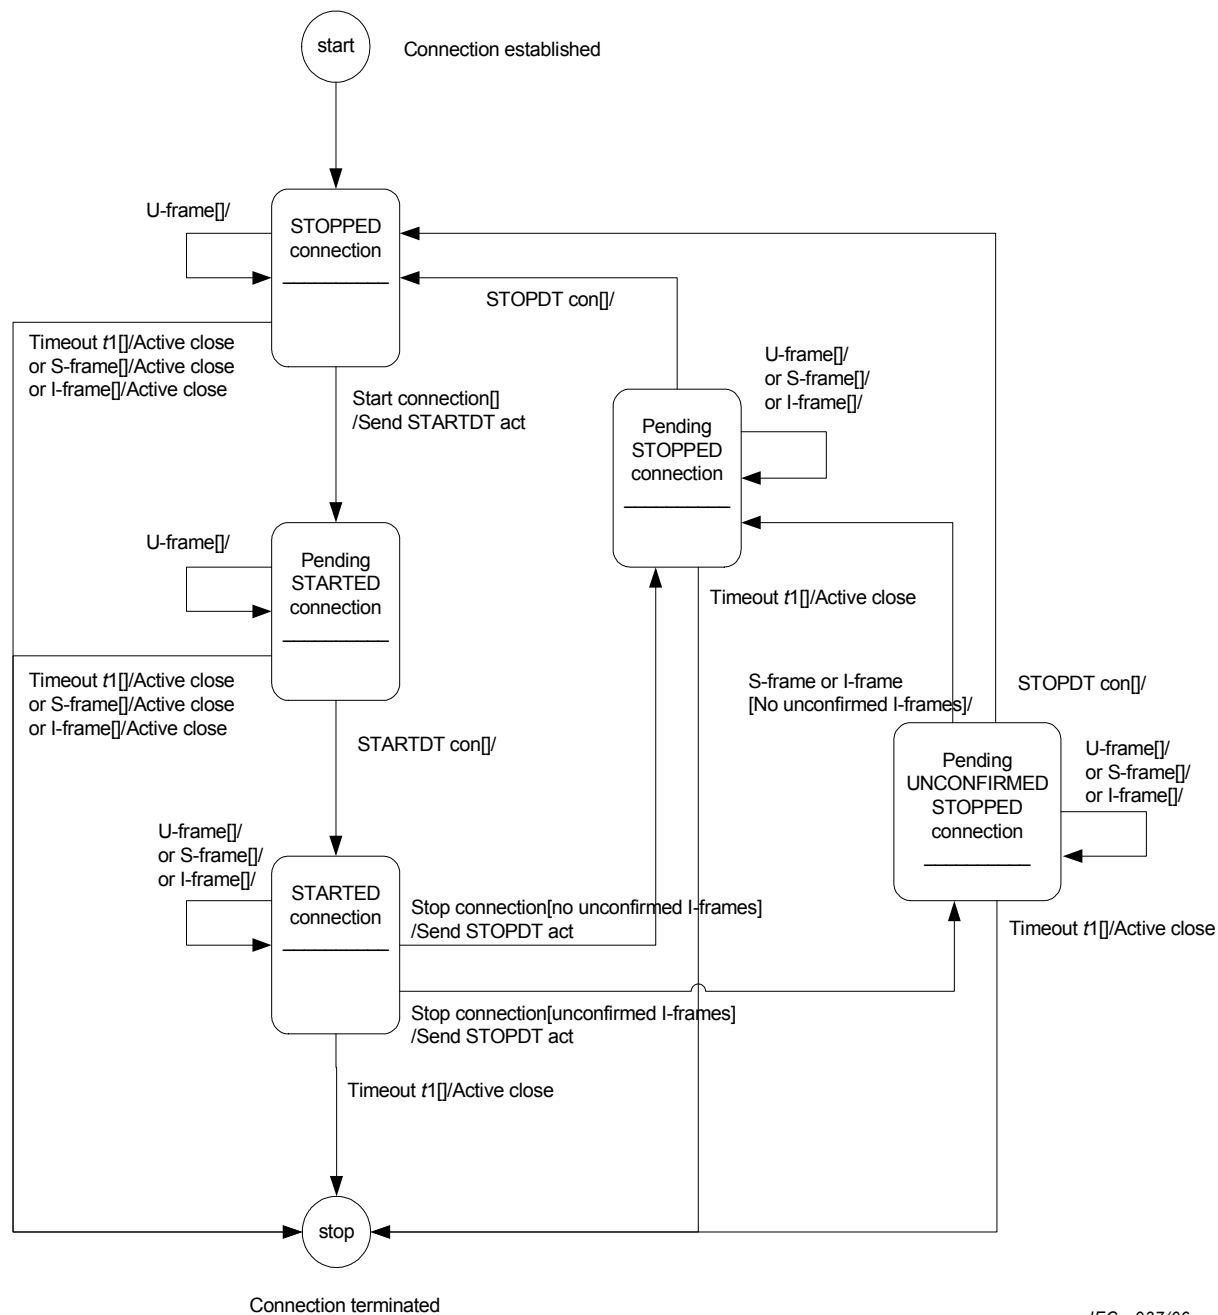 start
Connection established
U-frame[]/
STOPPED
connection
STOPDT con[]/
Timeout t1[]/Active close
or S-frame[]/Active close
or I-frame[]/Active close
Start connection[]
/Send STARTDT act
U-frame[]/
or S-frame[]/
or I-frame[]/
Pending
STOPPED
connection
U-frame[]/
Pending
STARTED
connection
Timeout t1[]/Active close
Timeout t1[]/Active close
or S-frame[]/Active close
or I-frame[]/Active close
S-frame or I-frame
[No unconfirmed I-frames]/
STOPDT con[]/
STARTDT con[]/
Pending
UNCONFIRMED
STOPPED
connection
U-frame[]/
or S-frame[]/
or I-frame[]/
U-frame[]/
or S-frame[]/
or I-frame[]/
STARTED
connection
Stop connection[no unconfirmed I-frames]
/Send STOPDT act
Timeout t1[]/Active close
Stop connection[unconfirmed I-frames]
/Send STOPDT act
Timeout t1[]/Active close
stop
Connection terminated